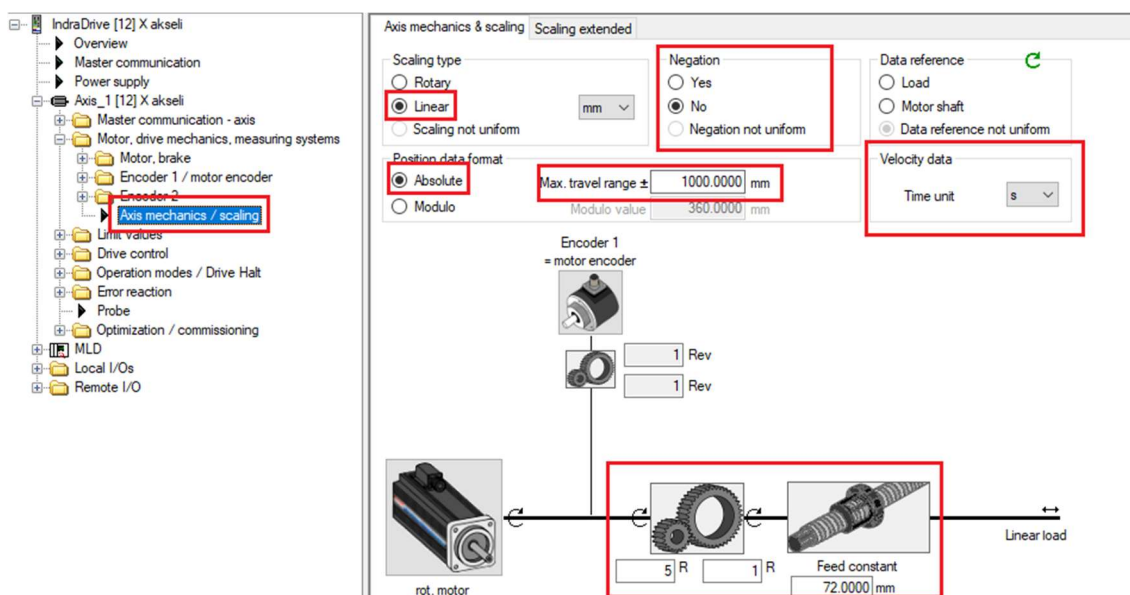 IndraDrive [12] X akseli
Overview
Master communication
Power supply
Axis_1 [12] X akseli
Master communication - axis
Motor, drive mechanics, measuring systems
Motor, brake
Encoder 1 / motor encoder
Encoder 2
Axis mechanics / scaling
Limit values
Drive control
Operation modes / Drive Halt
Error reaction
Probe
Optimization / commissioning
MLD
Local I/Os
Remote I/O
Axis mechanics & scaling Scaling extended
Scaling type
Rotary
Linear mm
Scaling not uniform
Negation
Yes
No
Negation not uniform
Data reference
Load
Motor shaft
Data reference not uniform
Position data format
Absolute Max. travel range ± 1000.0000 mm
Modulo Modulo value 360.0000 mm
Velocity data
Time unit s
Encoder 1
= motor encoder
1 Rev
1 Rev
Linear load
5 R 1 R
Feed constant
72.0000 mm
rot. motor